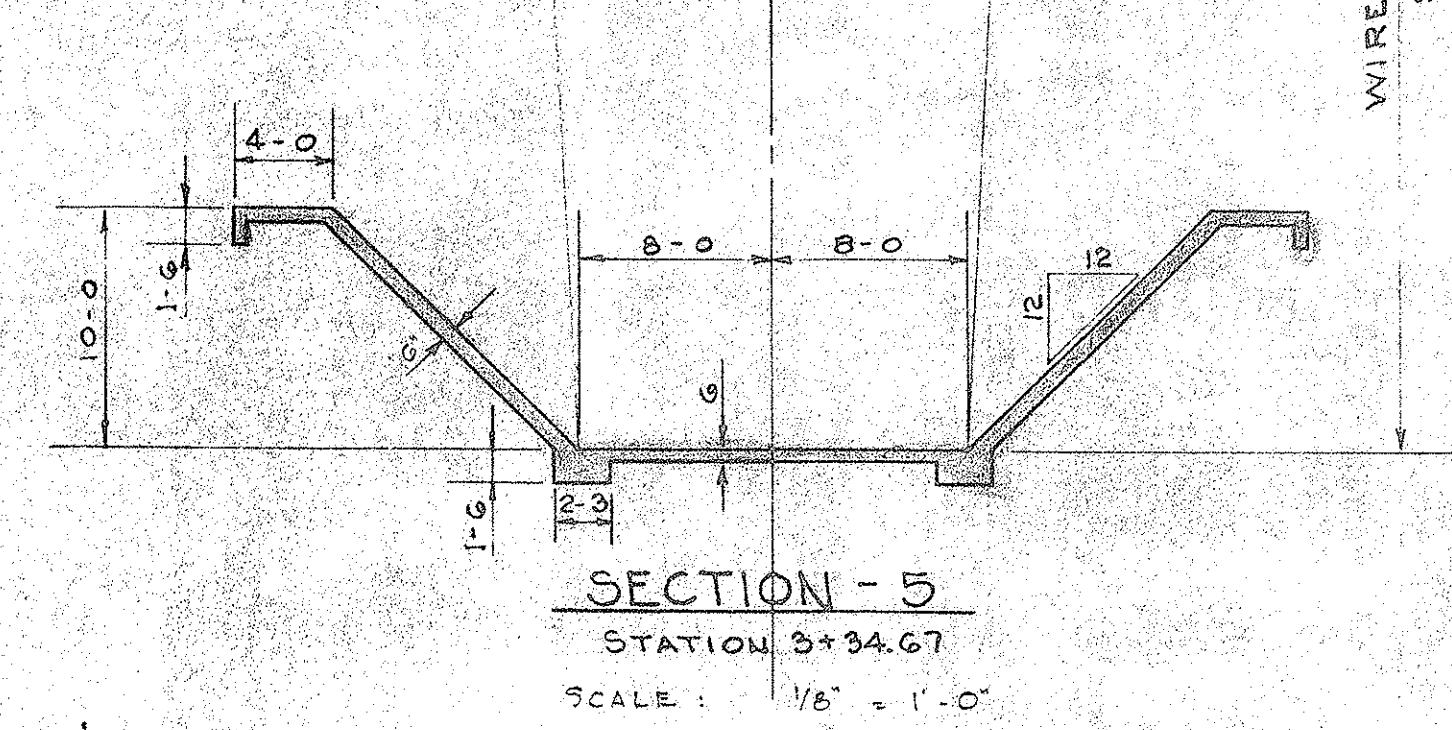 WIRE
4-0
8-0
8-0
12
12
1-6
10-0
6"
6
1-6
2-3
SECTION - 5
STATION 3+34.67
SCALE : 1/8" = 1'-0"